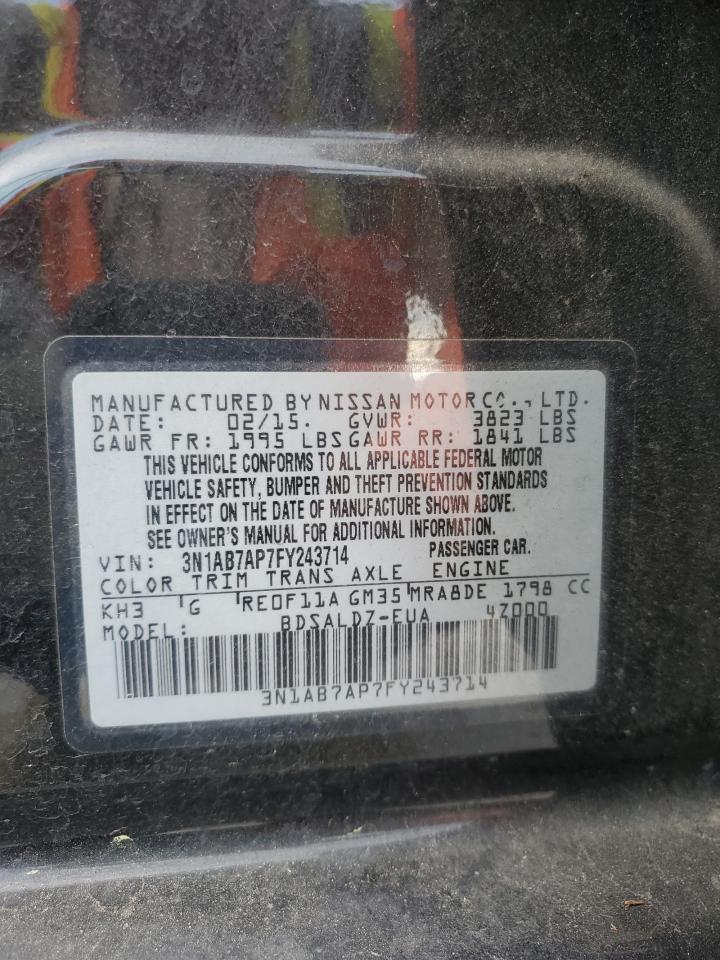 MANUFACTURED BY NISSAN MOTOR CO., LTD.
DATE: 02/15. GVWR: 3823 LBS
GAWR FR: 1995 LBS GAWR RR: 1841 LBS
THIS VEHICLE CONFORMS TO ALL APPLICABLE FEDERAL MOTOR
VEHICLE SAFETY, BUMPER AND THEFT PREVENTION STANDARDS
IN EFFECT ON THE DATE OF MANUFACTURE SHOWN ABOVE.
SEE OWNER'S MANUAL FOR ADDITIONAL INFORMATION.
VIN: 3N1AB7AP7FY243714 PASSENGER CAR.
COLOR TRIM TRANS AXLE ENGINE
KH3 G RE0F11A GM35 MRA8DE 1798 CC
MODEL: BDSALDZ-EUA 4Z000
3N1AB7AP7FY243714